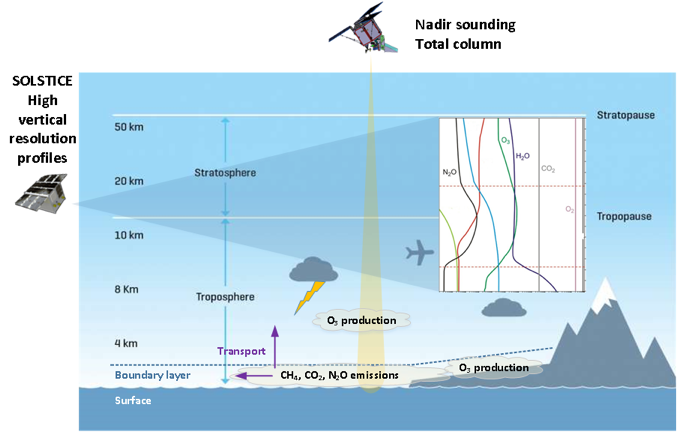 Nadir sounding
Total column
SOLSTICE
High
vertical
resolution
profiles
50 km
Stratopause
Stratosphere
20 km
O3
H2O
CO2
N2O
O2
Tropopause
10 km
8 Km
Troposphere
O3 production
4 km
Transport
Boundary layer
CH4, CO2, N2O emissions
O3 production
Surface